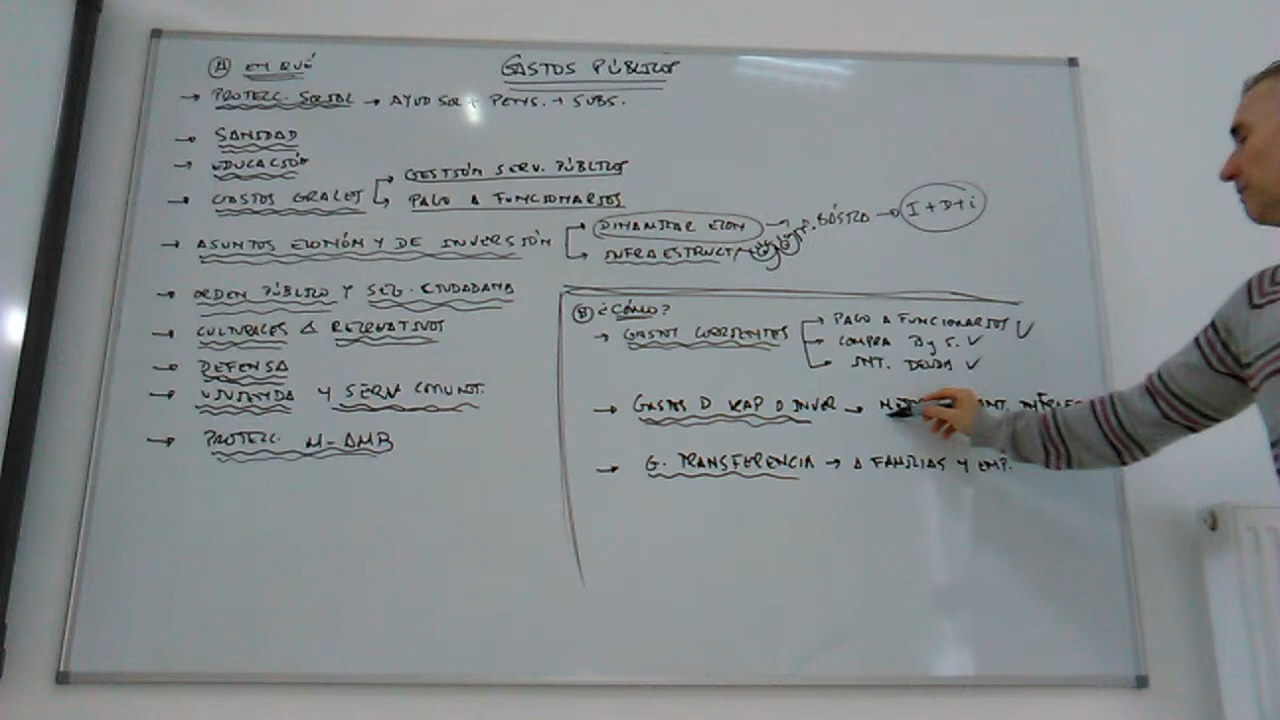 GASTOS PÚBLICOS
(A) EN QUÉ
→ PROTECC. SOCIAL → AYUD SOC + PENS. + SUBS.
→ SANIDAD
→ EDUCACIÓN
→ GASTOS GRALES
→ GESTIÓN SERV. PÚBLICOS
→ PAGO A FUNCIONARIOS
→ ASUNTOS ECONÓM Y DE INVERSIÓN
→ DINAMIZAR ECON
→ INFRAESTRUCT
BÁSICO → I + D + i
→ ORDEN PÚBLICO Y SEG. CIUDADANA
→ CULTURALES & RECREATIVOS
→ DEFENSA
→ VIVIENDA Y SERV. COMUNIT.
→ PROTECC. M-AMB
(B) ¿CÓMO?
→ GASTOS CORRIENTES
→ PAGO A FUNCIONARIOS ✓
→ COMPRA B y S. ✓
→ INT. DEUDA ✓
→ GASTOS D KAP O INVER →
→ G. TRANSFERENCIA → A FAMILIAS Y EMP.